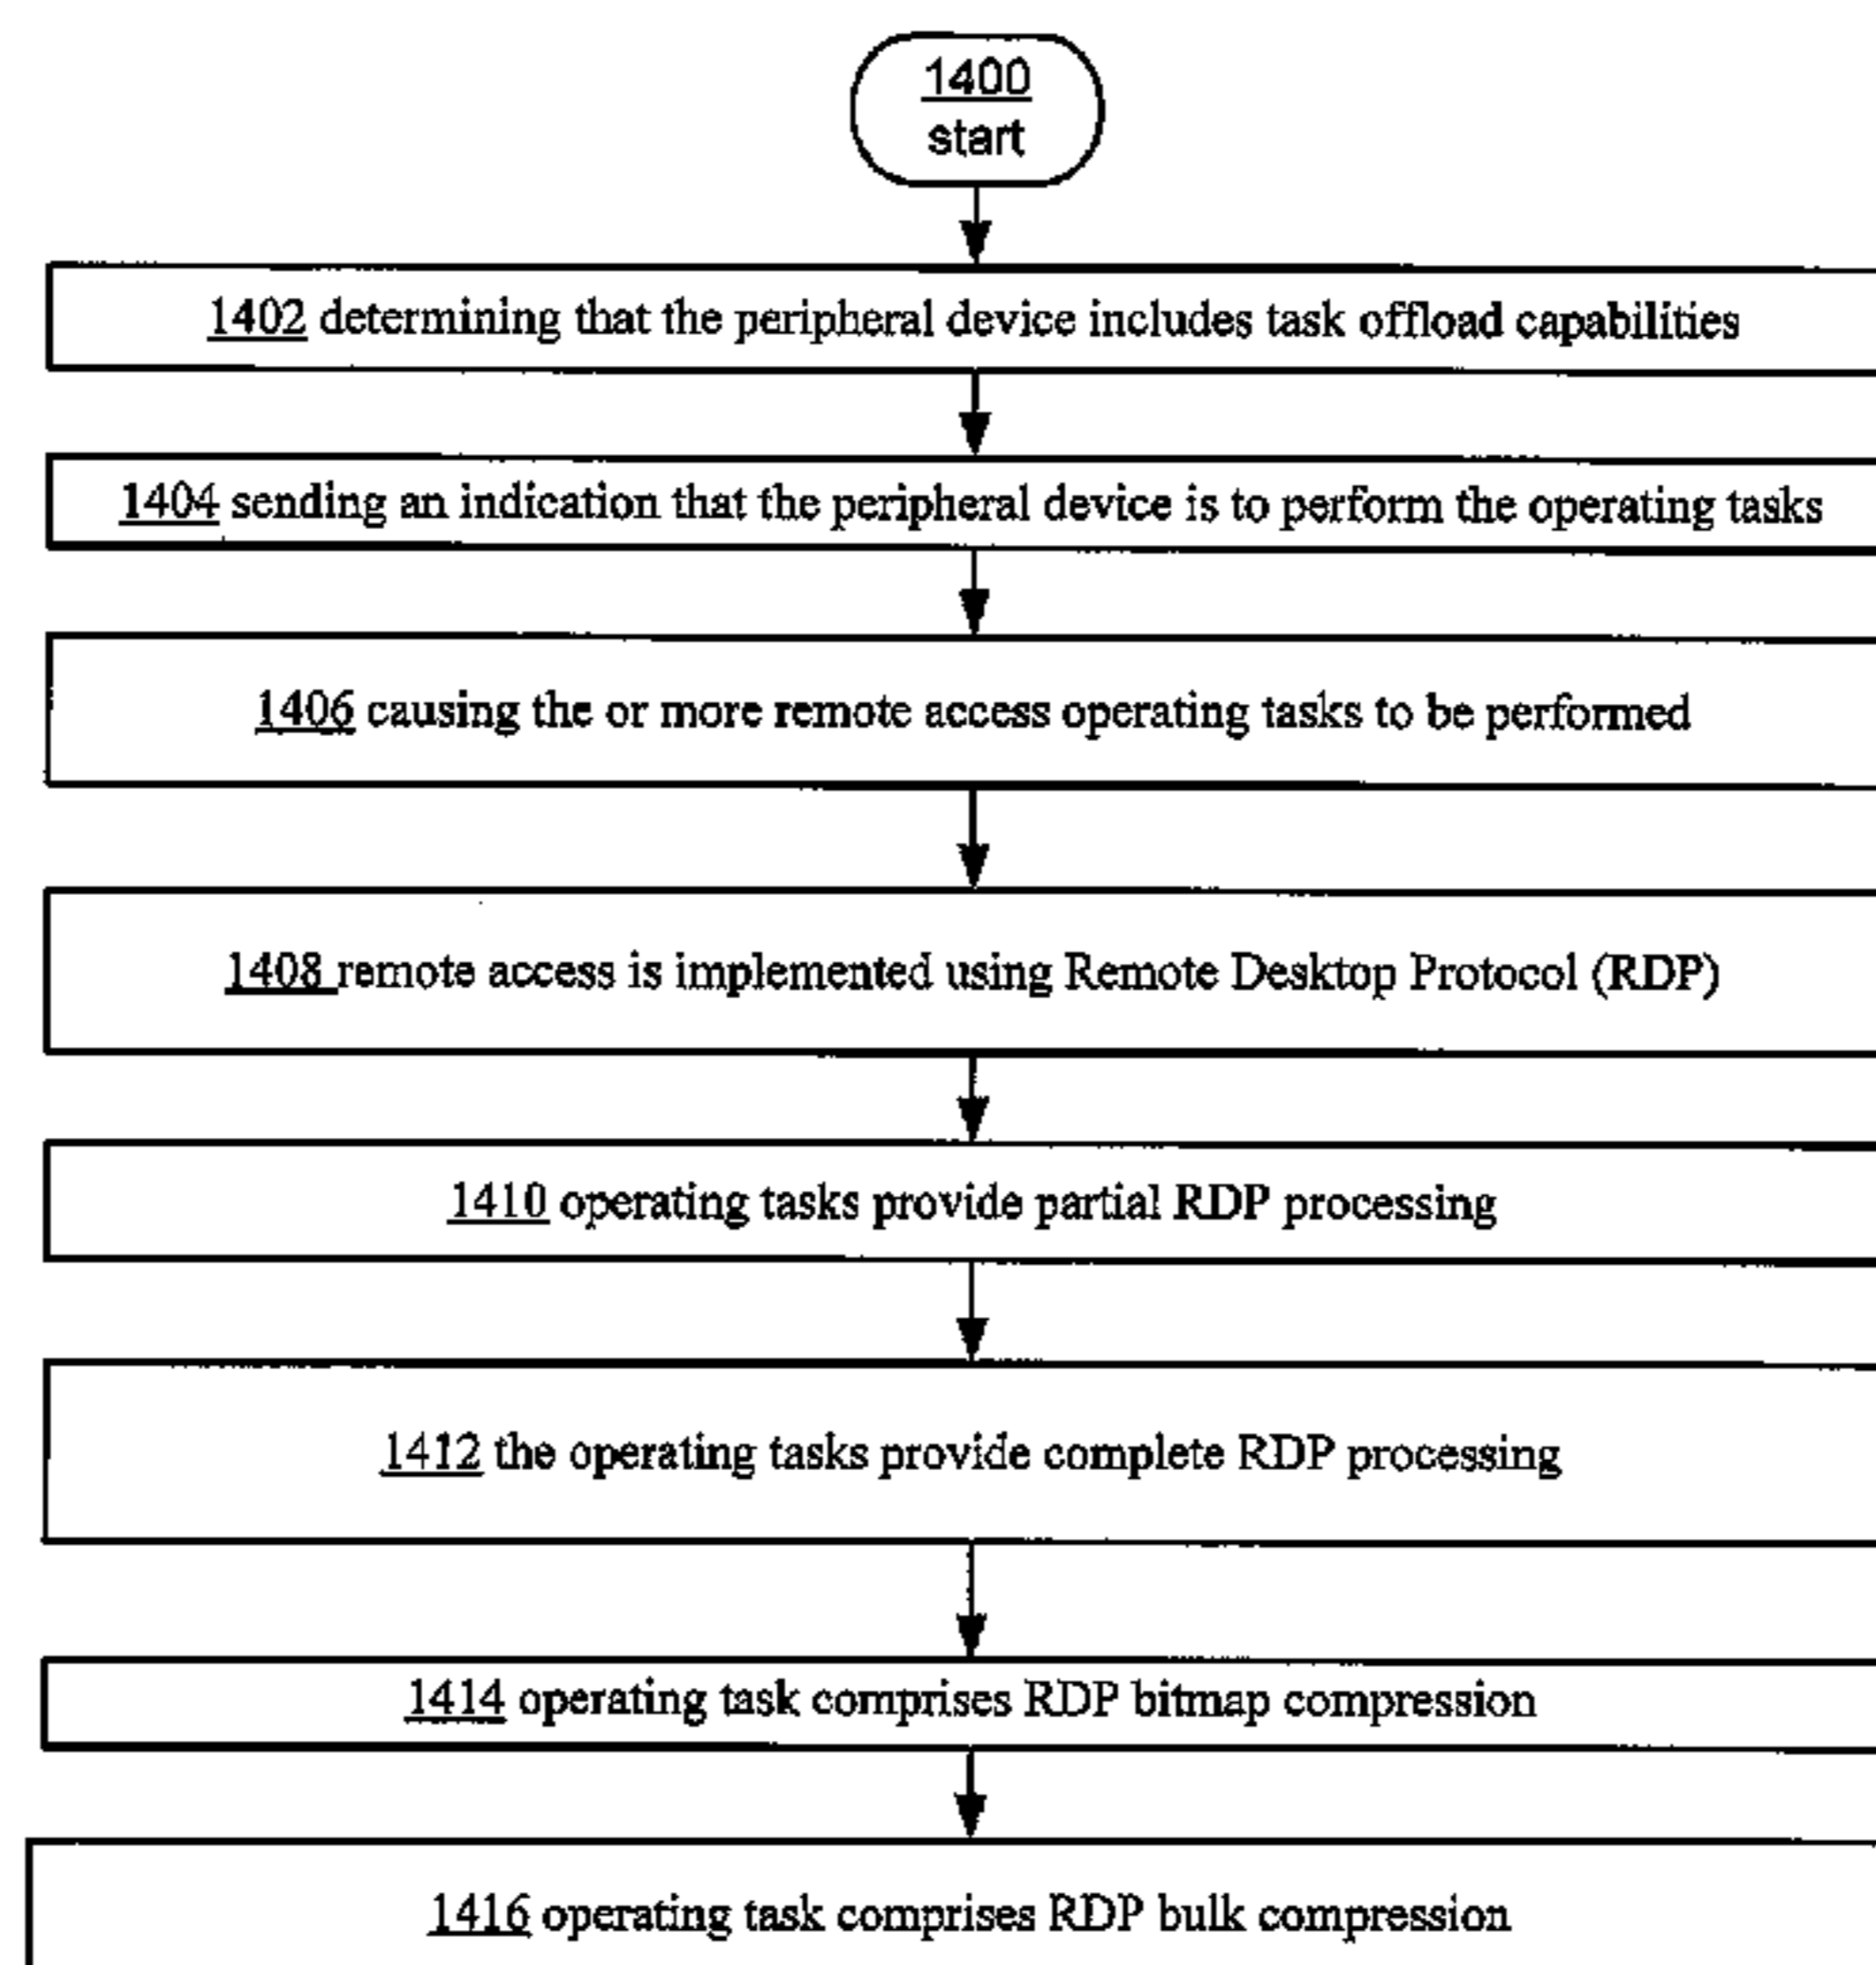 1400
start
1402 determining that the peripheral device includes task offload capabilities
1404 sending an indication that the peripheral device is to perform the operating tasks
1406 causing the or more remote access operating tasks to be performed
1408 remote access is implemented using Remote Desktop Protocol (RDP)
1410 operating tasks provide partial RDP processing
1412 the operating tasks provide complete RDP processing
1414 operating task comprises RDP bitmap compression
1416 operating task comprises RDP bulk compression